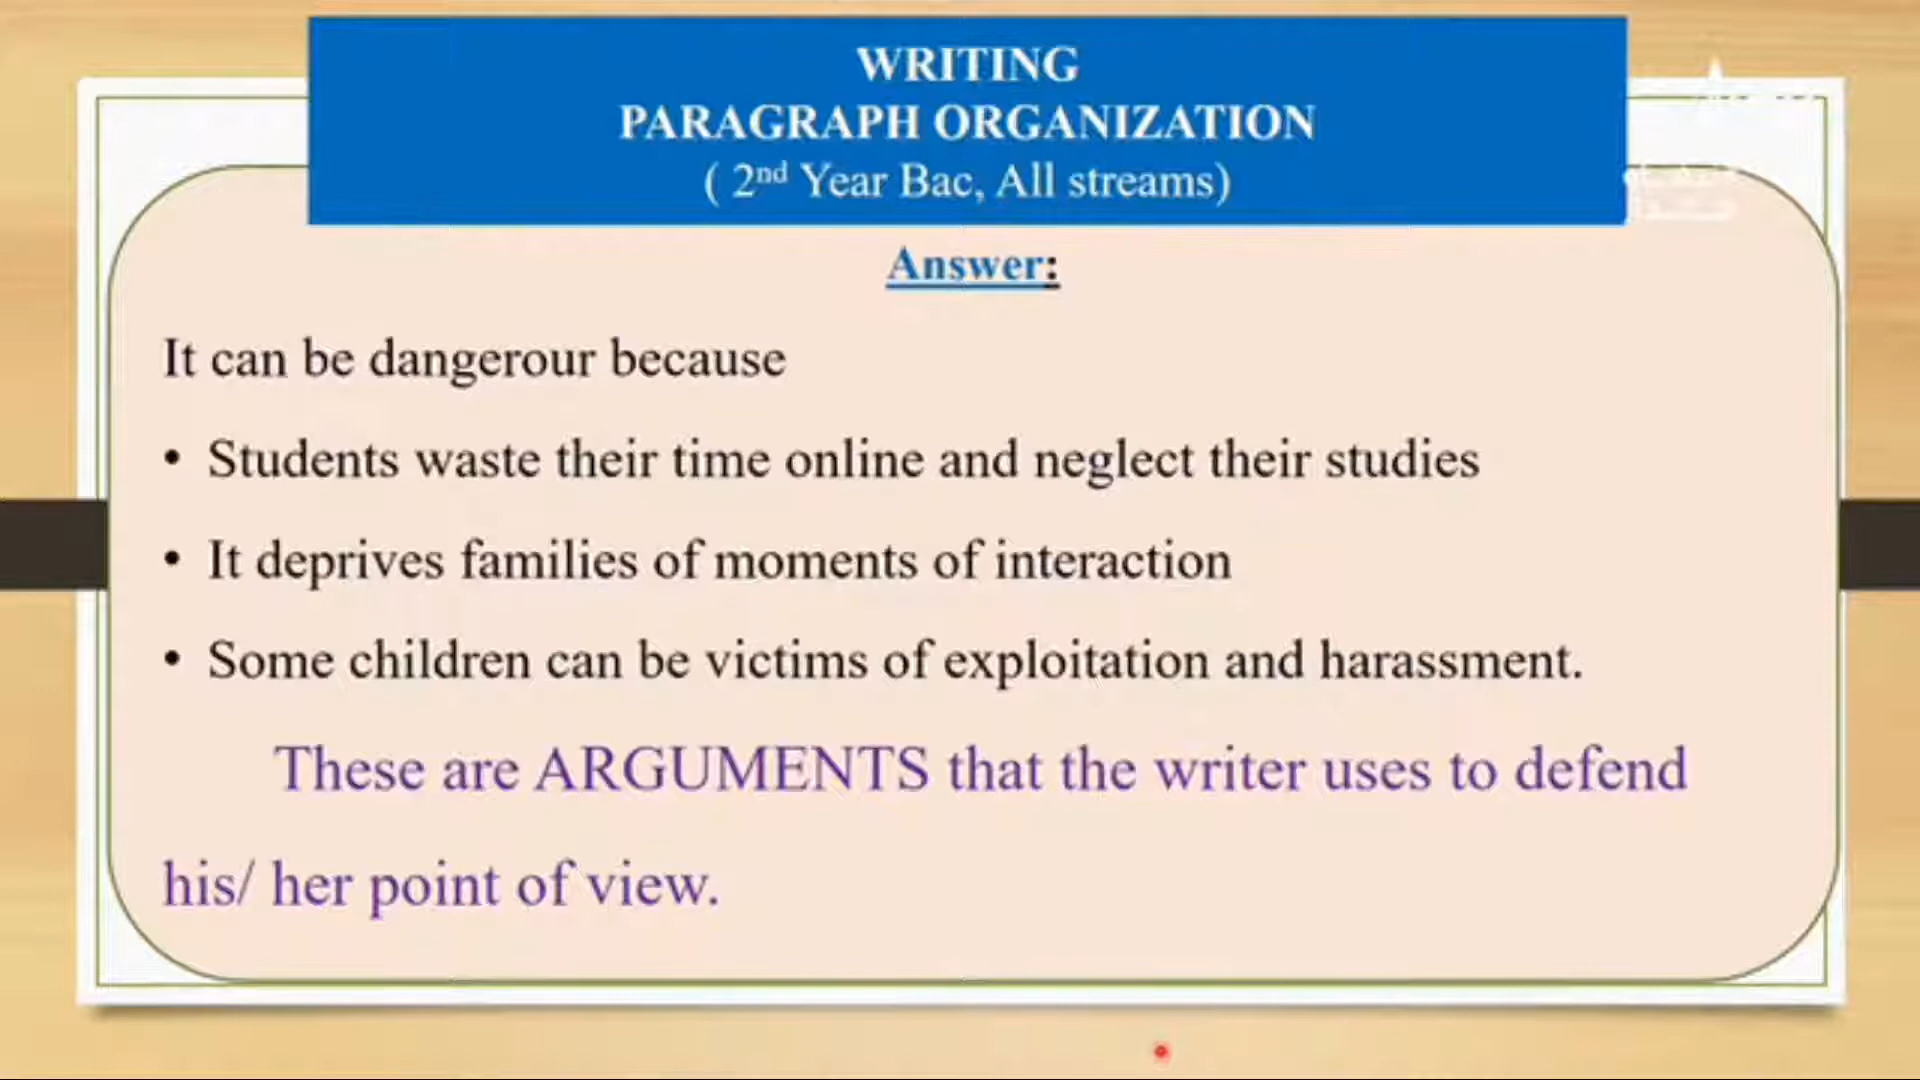 WRITING
PARAGRAPH ORGANIZATION
( 2nd Year Bac, All streams)
Answer:
It can be dangerour because
• Students waste their time online and neglect their studies
• It deprives families of moments of interaction
• Some children can be victims of exploitation and harassment.
These are ARGUMENTS that the writer uses to defend
his/ her point of view.